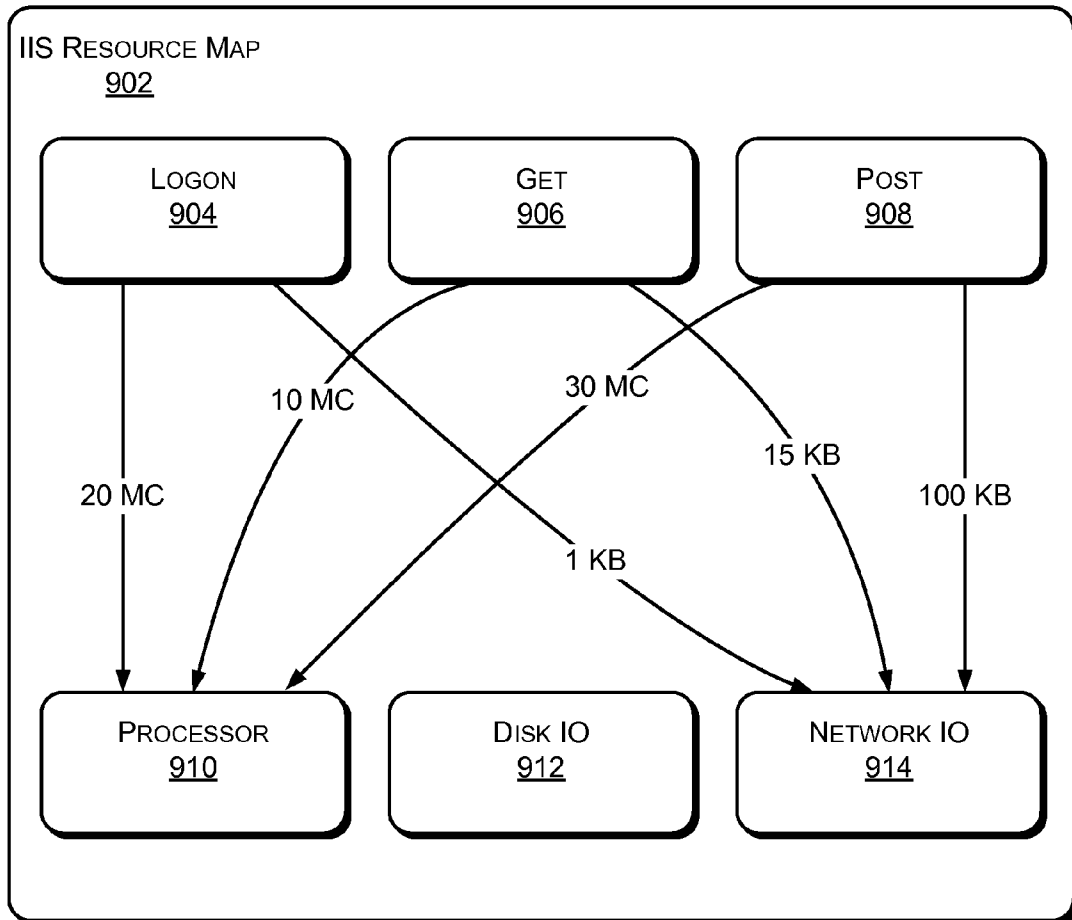 IIS RESOURCE MAP
902
LOGON
904
GET
906
POST
908
10 MC
30 MC
15 KB
20 MC
100 KB
1 KB
PROCESSOR
910
DISK IO
912
NETWORK IO
914